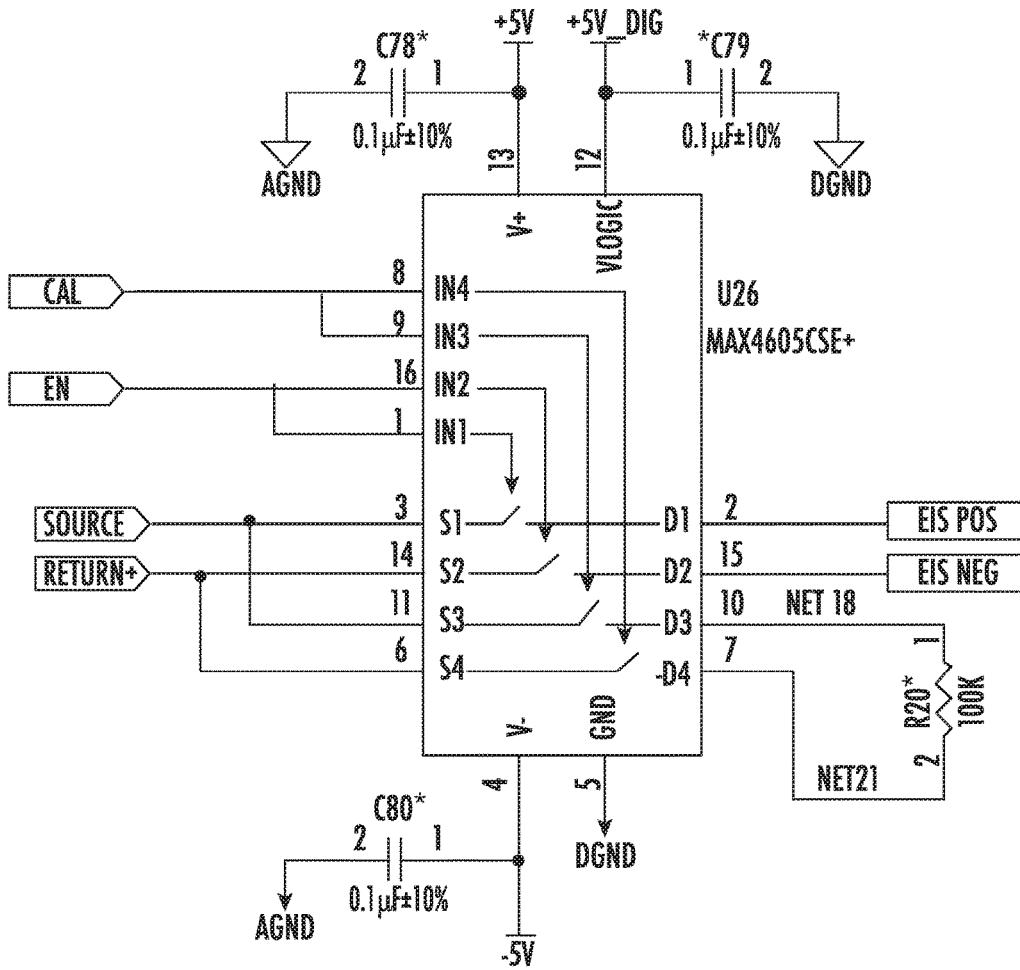 +5V +5V_DIG
C78* *C79
2 1 1 2
0.1µF±10% 0.1µF±10%
AGND 13 12 DGND
V+ VLOGIC
CAL 8 IN4 U26
9 IN3 MAX4605CSE+
EN 16 IN2
1 IN1
SOURCE 3 S1 D1 2 EIS POS
RETURN+ 14 S2 D2 15 EIS NEG
11 S3 D3 10 NET 18
6 S4 -D4 7
1 R20* 100K 2
V- GND
NET21
4 5
C80*
2 1 DGND
0.1µF±10%
AGND
-5V